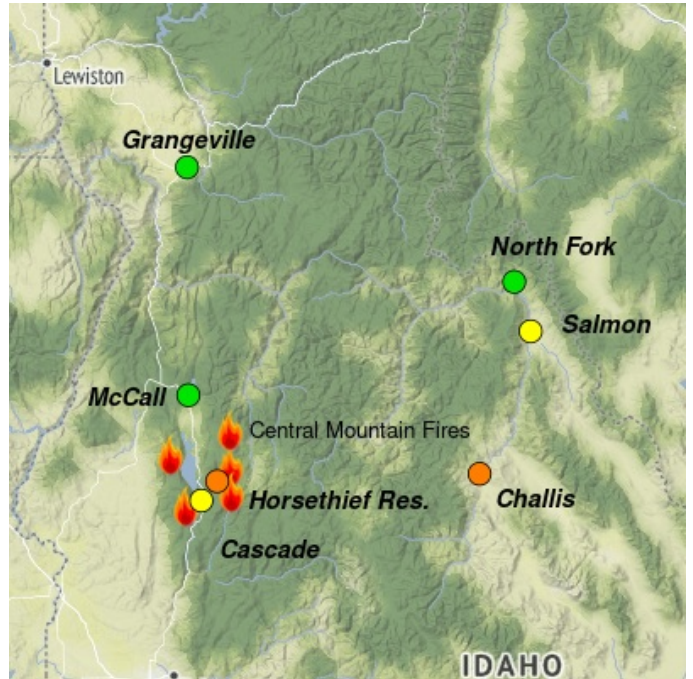 Lewiston
Grangeville
North Fork
Salmon
McCall
Central Mountain Fires
Horsethief Res.
Challis
Cascade
IDAHO